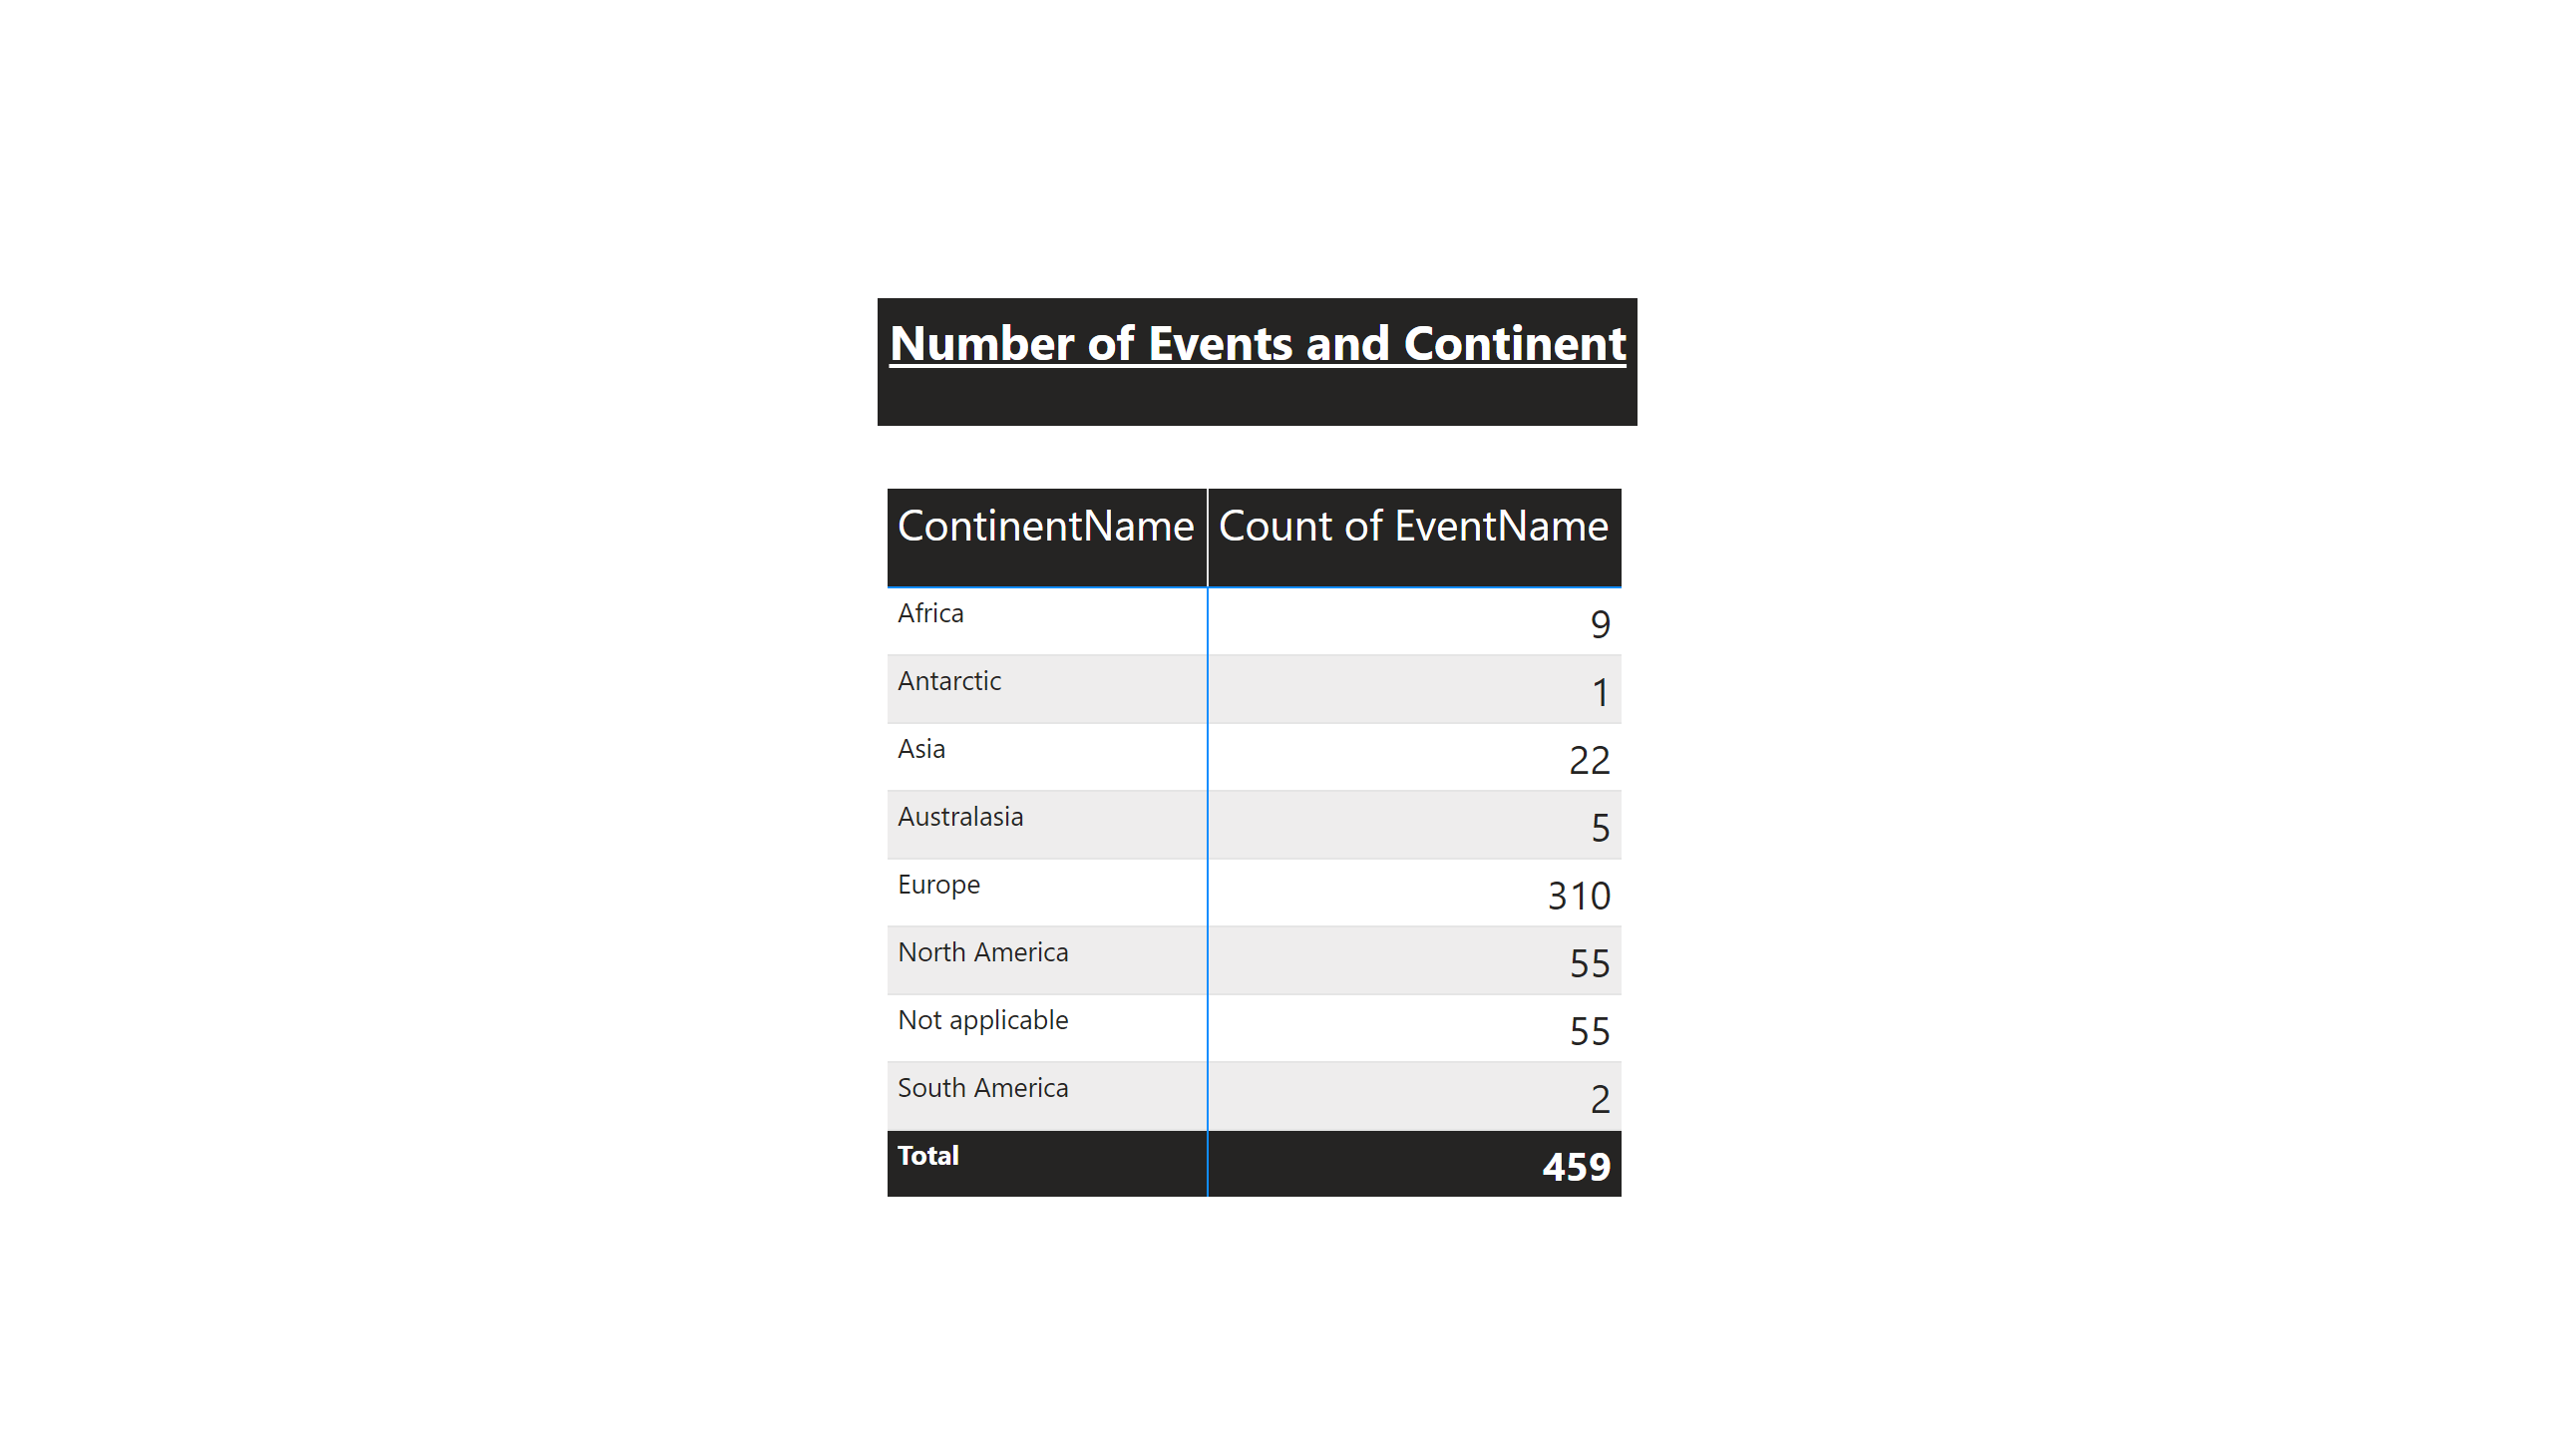 Number of Events and Continent
ContinentName Count of EventName
Africa 9
Antarctic 1
Asia 22
Australasia 5
Europe 310
North America 55
Not applicable 55
South America 2
Total 459